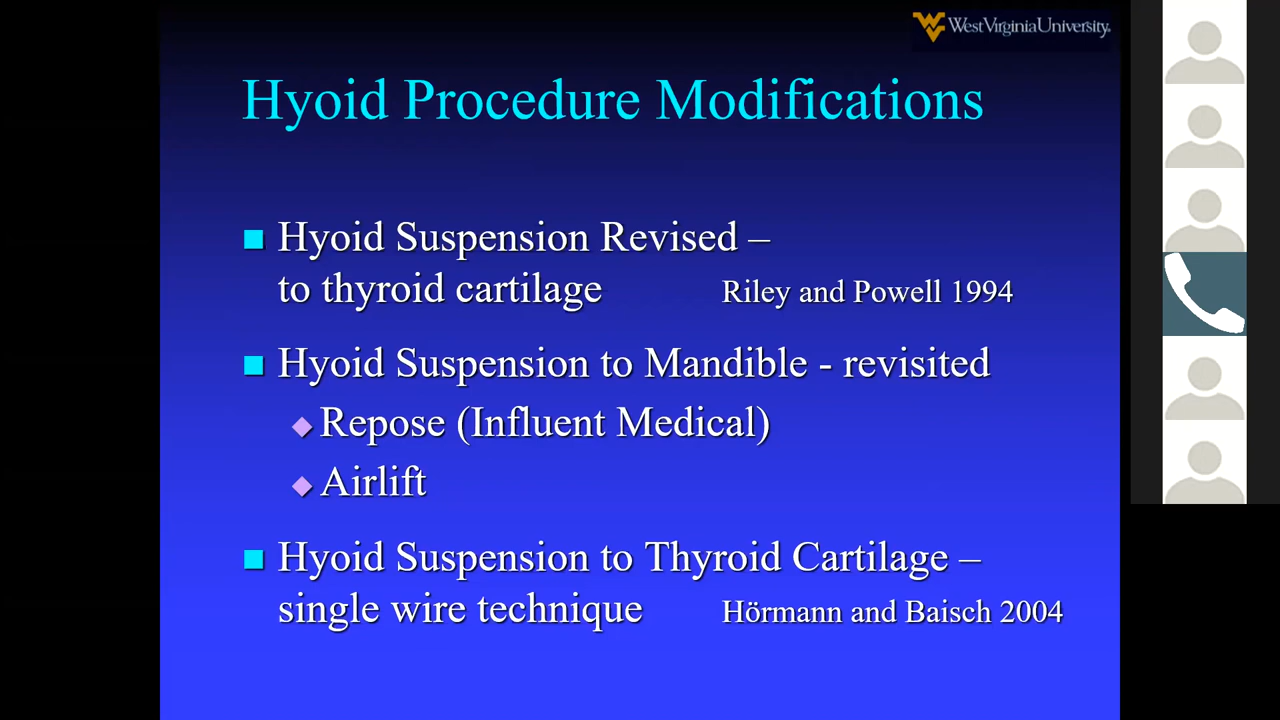 West Virginia University.
Hyoid Procedure Modifications
Hyoid Suspension Revised –
to thyroid cartilage Riley and Powell 1994
Hyoid Suspension to Mandible - revisited
Repose (Influent Medical)
Airlift
Hyoid Suspension to Thyroid Cartilage –
single wire technique Hörmann and Baisch 2004